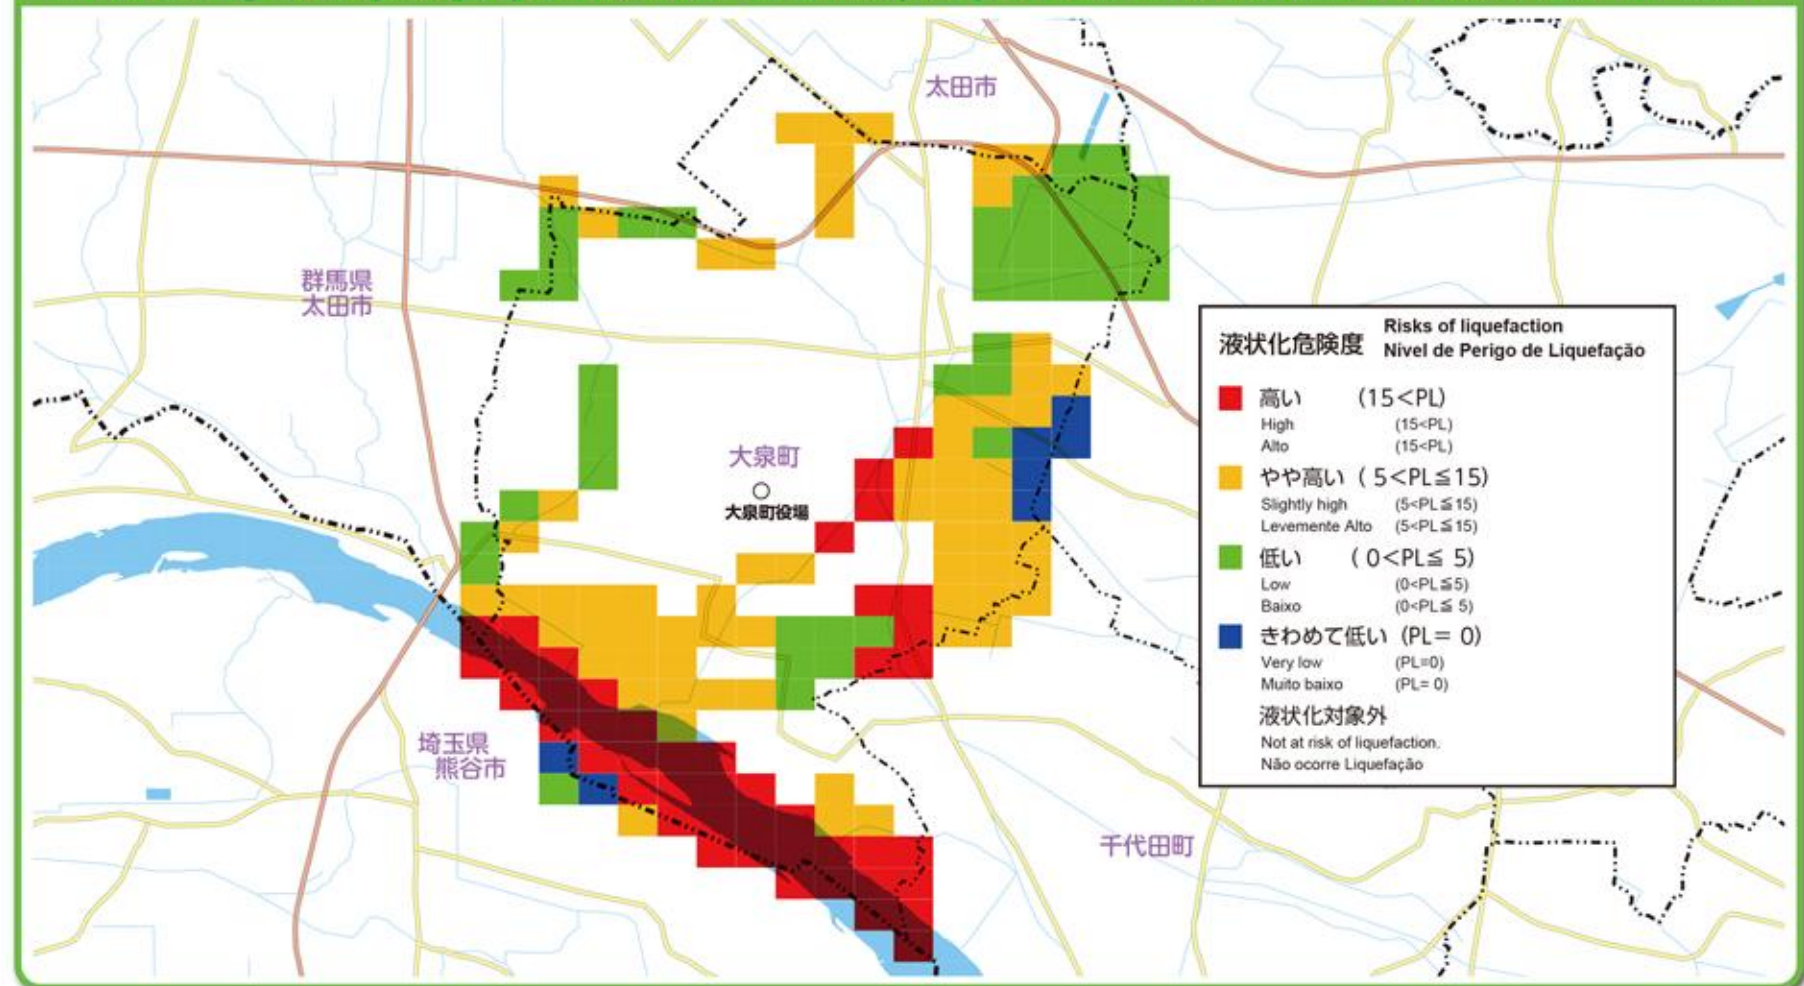 太田市
群馬県
太田市
大泉町
大泉町役場
埼玉県
熊谷市
千代田町
液状化危険度 Risks of liquefaction
Nível de Perigo de Liquefação
高い (15<PL)
High (15<PL)
Alto (15<PL)
やや高い ( 5<PL≦15)
Slightly high (5<PL≦15)
Levemente Alto (5<PL≦15)
低い ( 0<PL≦ 5)
Low (0<PL≦5)
Baixo (0<PL≦ 5)
きわめて低い (PL= 0)
Very low (PL=0)
Muito baixo (PL= 0)
液状化対象外
Not at risk of liquefaction.
Não ocorre Liquefação